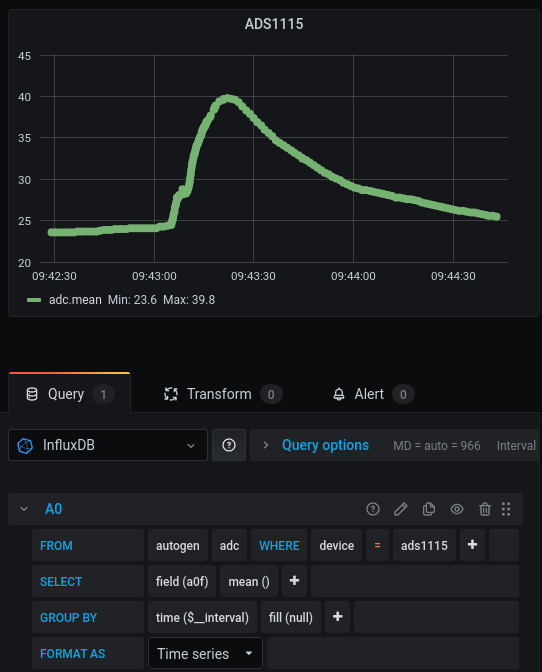 ADS1115
45
40
35
30
25
20
09:42:30 09:43:00 09:43:30 09:44:00 09:44:30
adc.mean Min: 23.6 Max: 39.8
Query 1 Transform 0 Alert 0
InfluxDB ? > Query options MD = auto = 966 Interval
A0 ?
FROM autogen adc WHERE device = ads1115 +
SELECT field (a0f) mean () +
GROUP BY time ($__interval) fill (null) +
FORMAT AS Time series